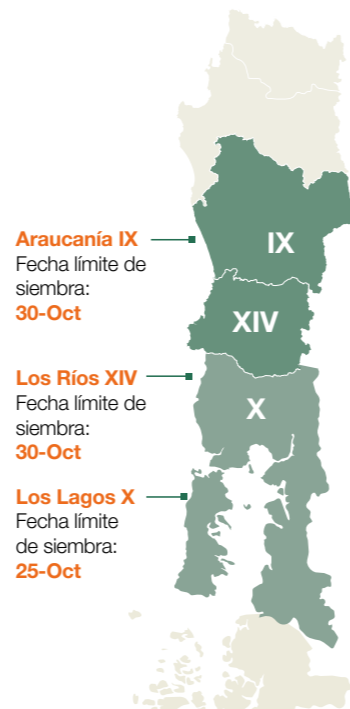 Araucanía IX
Fecha límite de
siembra:
30-Oct
Los Ríos XIV
Fecha límite de
siembra:
30-Oct
Los Lagos X
Fecha límite
de siembra:
25-Oct
IX
XIV
X